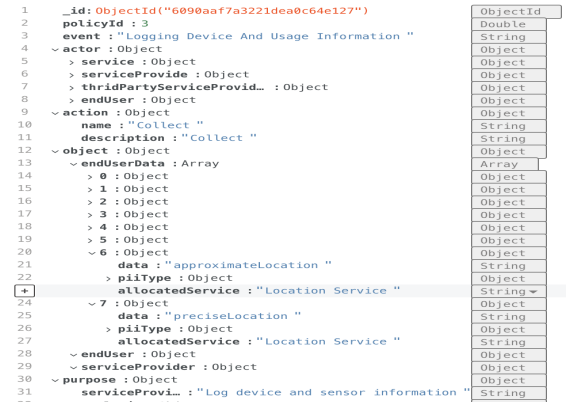 1 _id: ObjectId("6090aaf7a3221dea0c64e127") ObjectId
2 policyId : 3 Double
3 event : "Logging Device And Usage Information " String
4 actor : Object Object
5 > service : Object Object
6 > serviceProvide : Object Object
7 > thridPartyServiceProvid… : Object Object
8 > endUser : Object Object
9 action : Object Object
10 name : "Collect " String
11 description : "Collect " String
12 object : Object Object
13 endUserData : Array Array
14 > 0 : Object Object
15 > 1 : Object Object
16 > 2 : Object Object
17 > 3 : Object Object
18 > 4 : Object Object
19 > 5 : Object Object
20 6 : Object Object
21 data : "approximateLocation " String
22 > piiType : Object Object
+ allocatedService : "Location Service " String
24 7 : Object Object
25 data : "preciseLocation " String
26 > piiType : Object Object
27 allocatedService : "Location Service " String
28 endUser : Object Object
29 serviceProvider : Object Object
30 purpose : Object Object
31 serviceProvi… : "Log device and sensor information " String